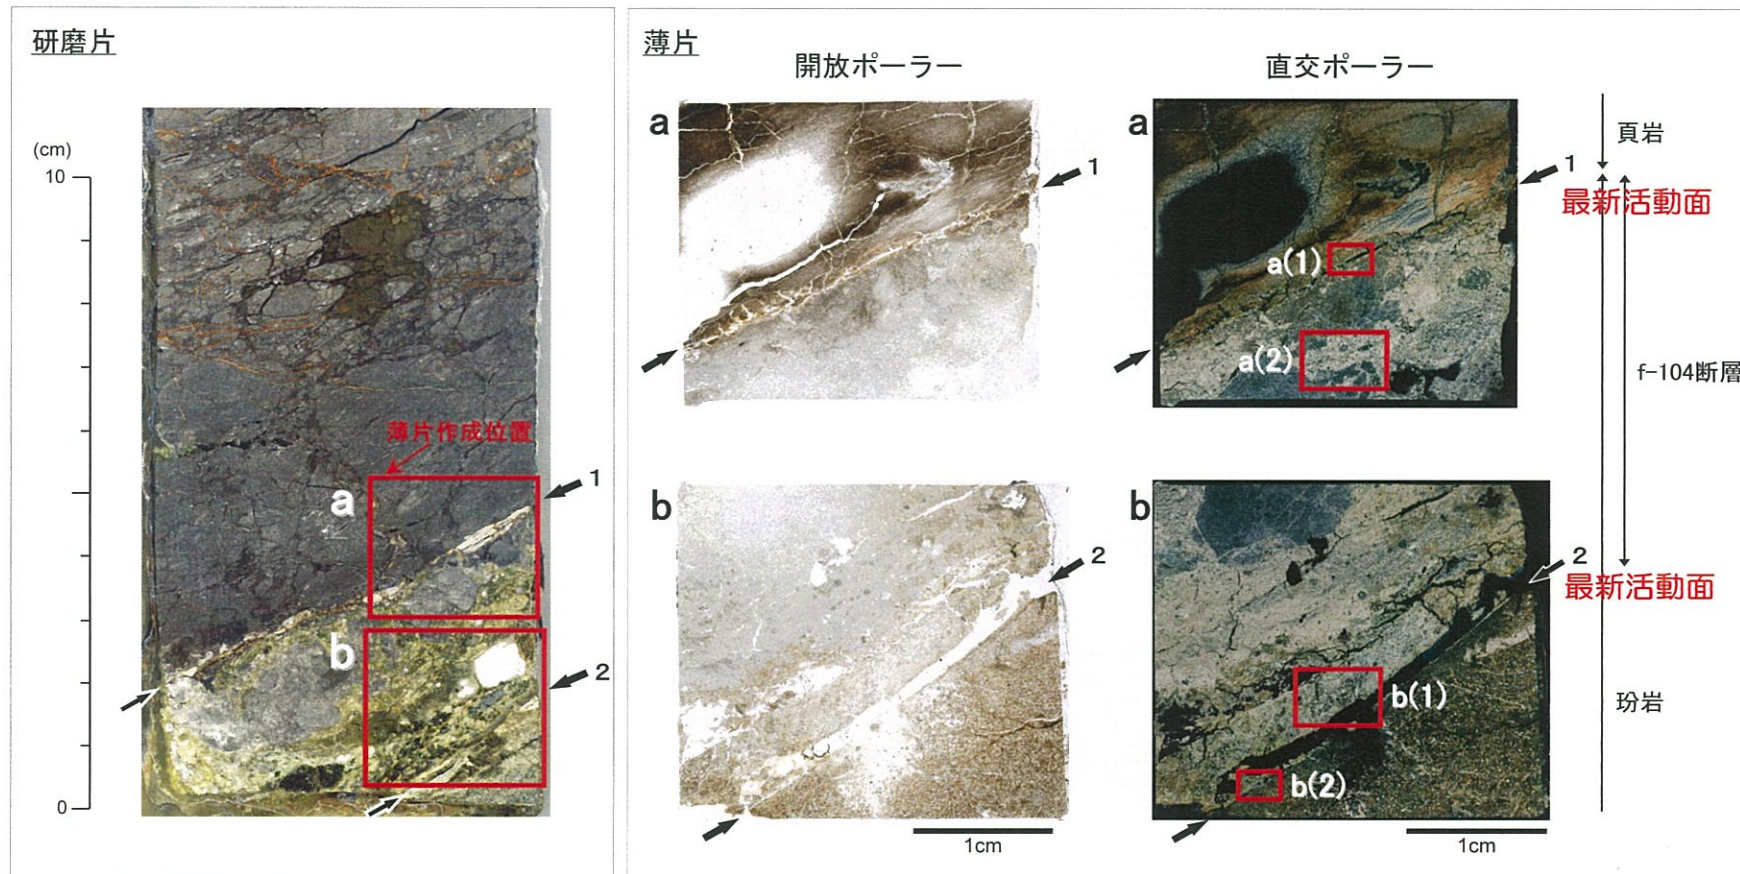 研磨片
(cm)
10
0
薄片作成位置
a
1
b
2
薄片
開放ポーラー
直交ポーラー
a
1
a
1
a(1)
a(2)
最新活動面
頁岩
f-104断層
b
2
b
2
b(1)
b(2)
最新活動面
玢岩
1cm
1cm